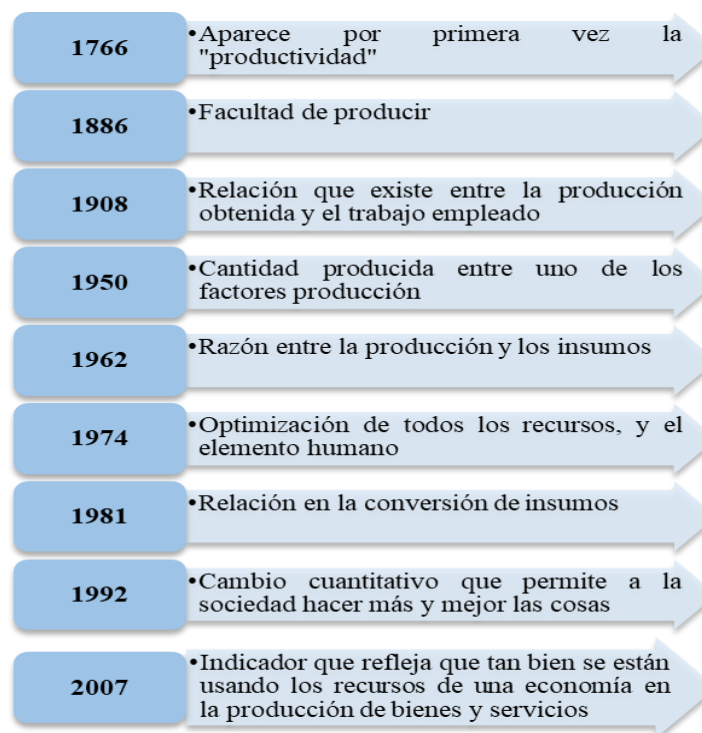 1766
•Aparece por primera vez la
"productividad"
1886
•Facultad de producir
1908
•Relación que existe entre la producción
obtenida y el trabajo empleado
1950
•Cantidad producida entre uno de los
factores producción
1962
•Razón entre la producción y los insumos
1974
•Optimización de todos los recursos, y el
elemento humano
1981
•Relación en la conversión de insumos
1992
•Cambio cuantitativo que permite a la
sociedad hacer más y mejor las cosas
2007
•Indicador que refleja que tan bien se están
usando los recursos de una economía en
la producción de bienes y servicios